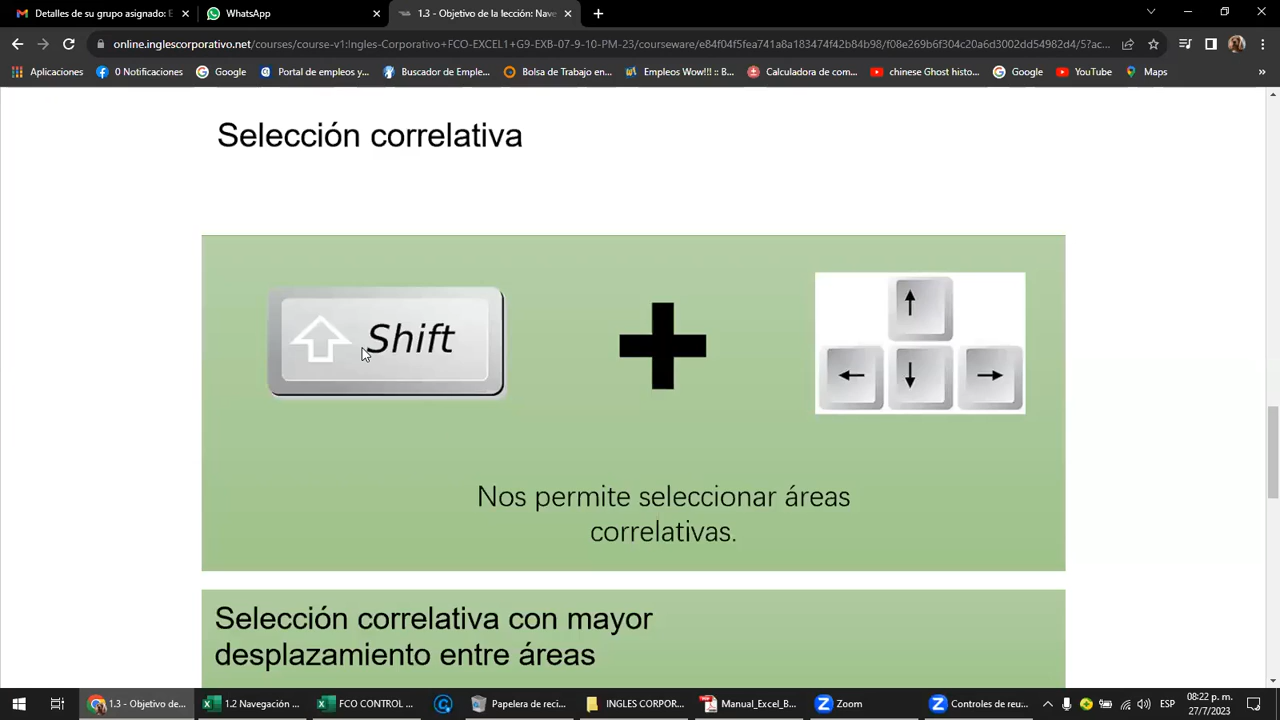 Detalles de su grupo asignado: E
WhatsApp
1.3 - Objetivo de la lección: Nave
online.inglescorporativo.net/courses/course-v1:Ingles-Corporativo+FCO-EXCEL1+G9-EXB-07-9-10-PM-23/courseware/e84f04f5fea741a8a183474f42b84b98/f08e269b6f304c20a6d3002dd54982d4/5?ac...
Aplicaciones
0 Notificaciones
Google
Portal de empleos y...
Buscador de Emple...
Bolsa de Trabajo en...
Empleos Wow!!! :: B...
Calculadora de com...
chinese Ghost histo...
Google
YouTube
Maps
»
Selección correlativa
Shift
Nos permite seleccionar áreas
correlativas.
Selección correlativa con mayor
desplazamiento entre áreas
1.3 - Objetivo de...
1.2 Navegación ...
FCO CONTROL ...
Papelera de reci...
INGLES CORPOR...
Manual_Excel_B...
Zoom
Controles de reu...
ESP
08:22 p. m.
27/7/2023